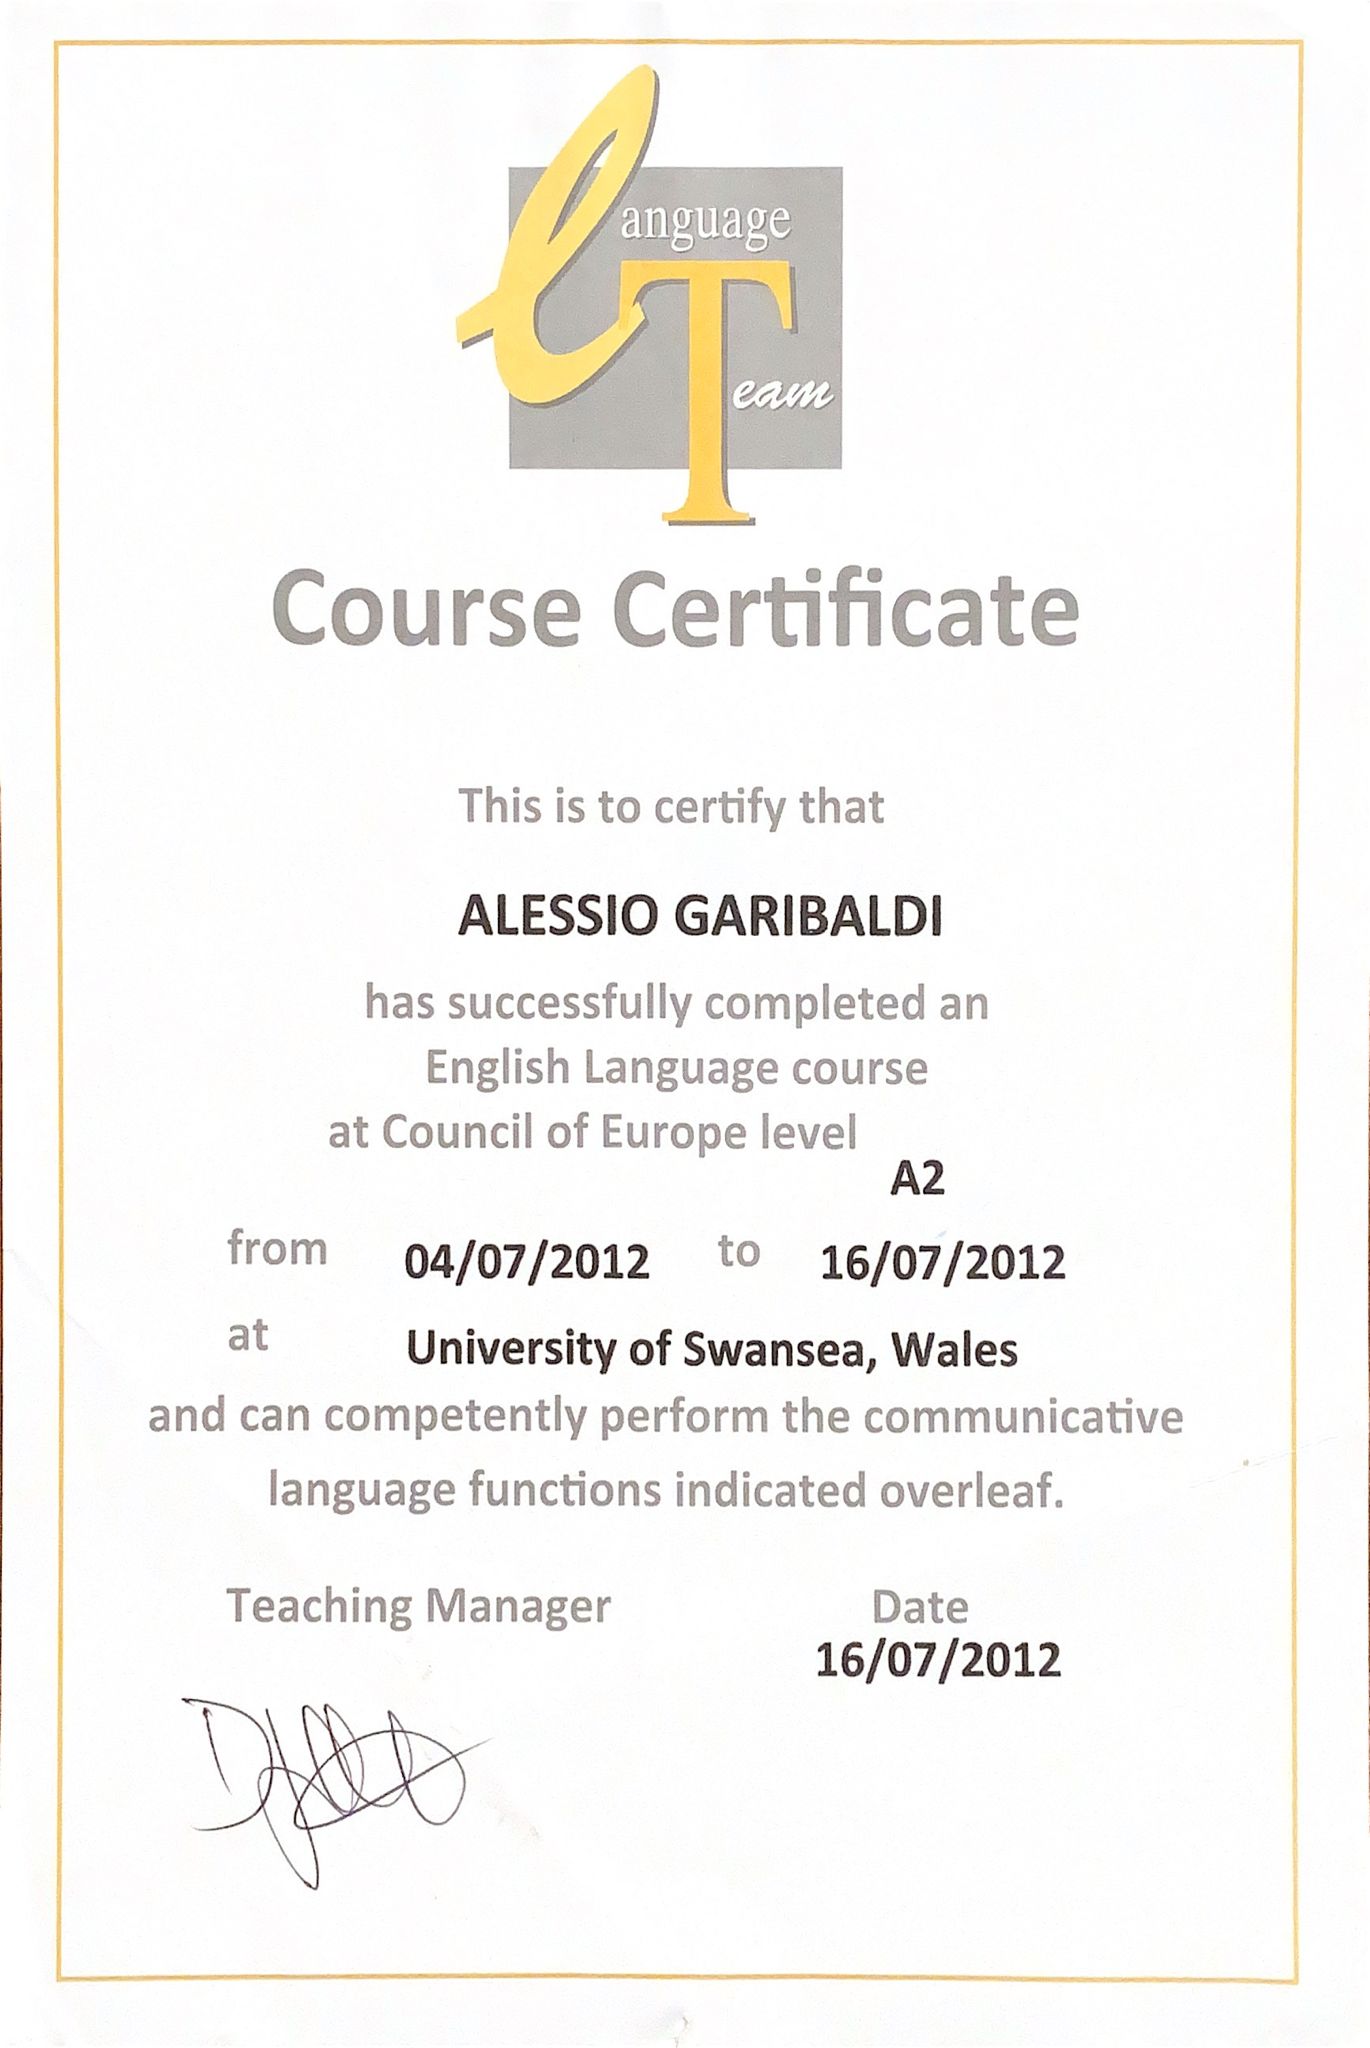 language
Team
Course Certificate
This is to certify that
ALESSIO GARIBALDI
has successfully completed an
English Language course
at Council of Europe level
A2
from 04/07/2012 to 16/07/2012
at University of Swansea, Wales
and can competently perform the communicative
language functions indicated overleaf.
Teaching Manager Date
16/07/2012